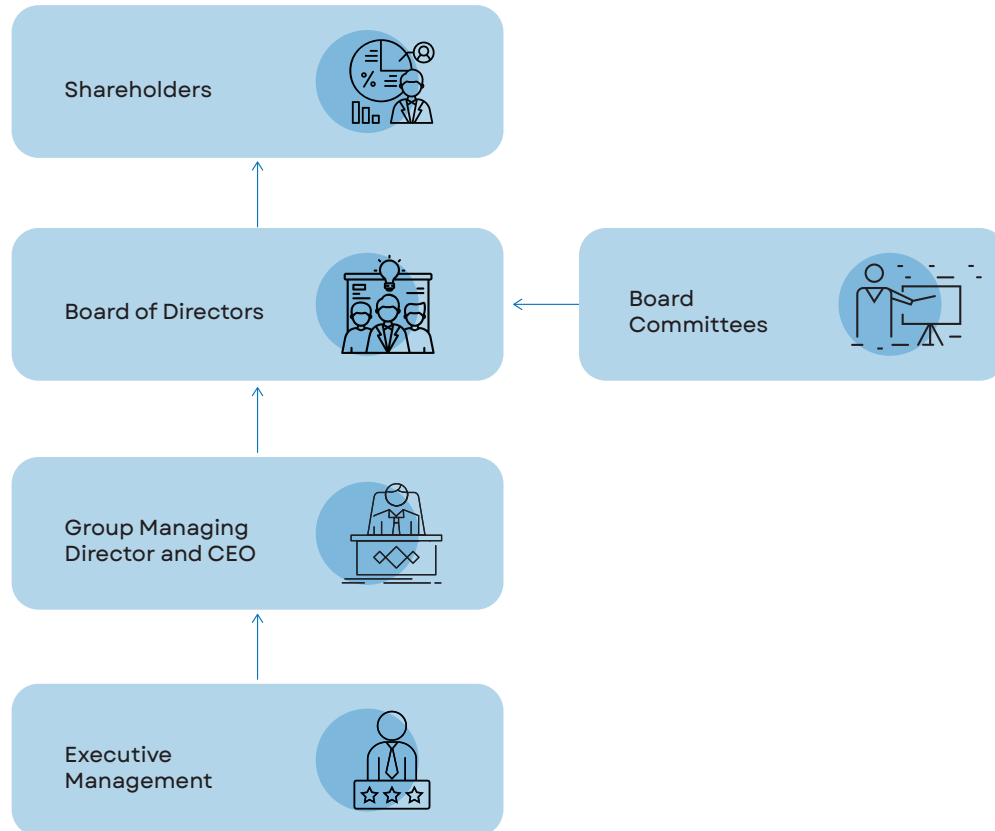 Shareholders
Board of Directors
Board
Committees
Group Managing
Director and CEO
Executive
Management
%